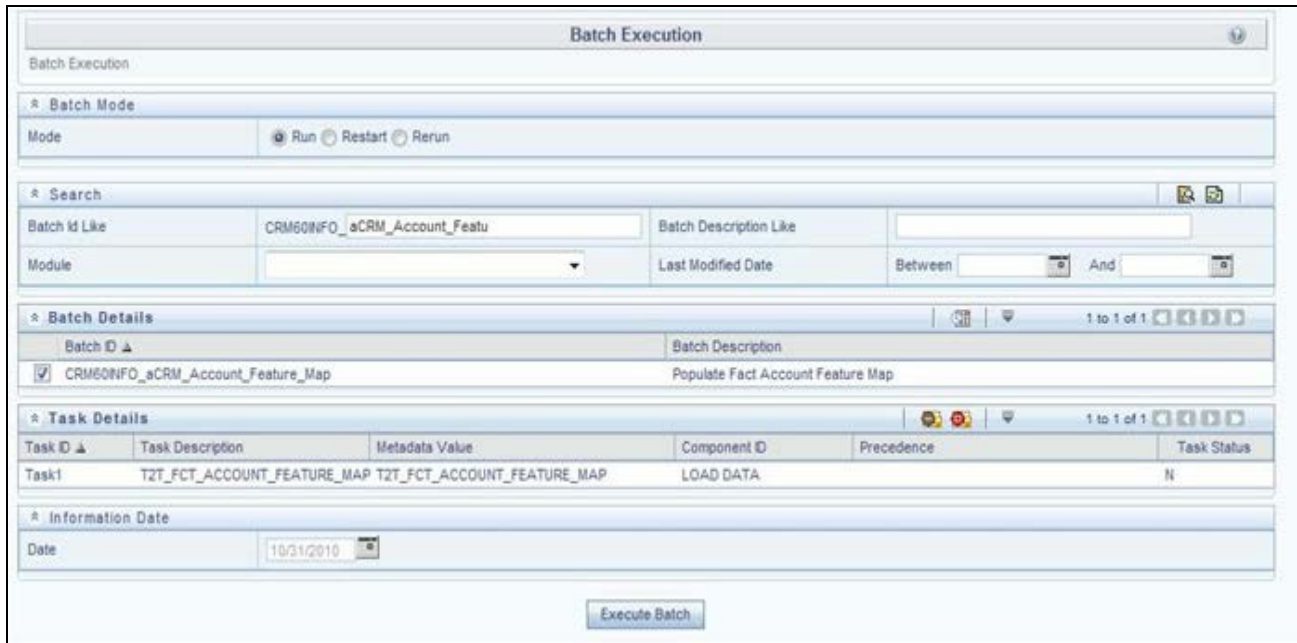 Batch Execution
Batch Execution
Batch Mode
Mode Run Restart Rerun
Search
Batch Id Like CRM60INFO_ aCRM_Account_Featu Batch Description Like
Module Last Modified Date Between And
Batch Details 1 to 1 of 1
Batch ID Batch Description
CRM60INFO_aCRM_Account_Feature_Map Populate Fact Account Feature Map
Task Details 1 to 1 of 1
Task ID Task Description Metadata Value Component ID Precedence Task Status
Task1 T2T_FCT_ACCOUNT_FEATURE_MAP T2T_FCT_ACCOUNT_FEATURE_MAP LOAD DATA N
Information Date
Date 10/31/2010
Execute Batch